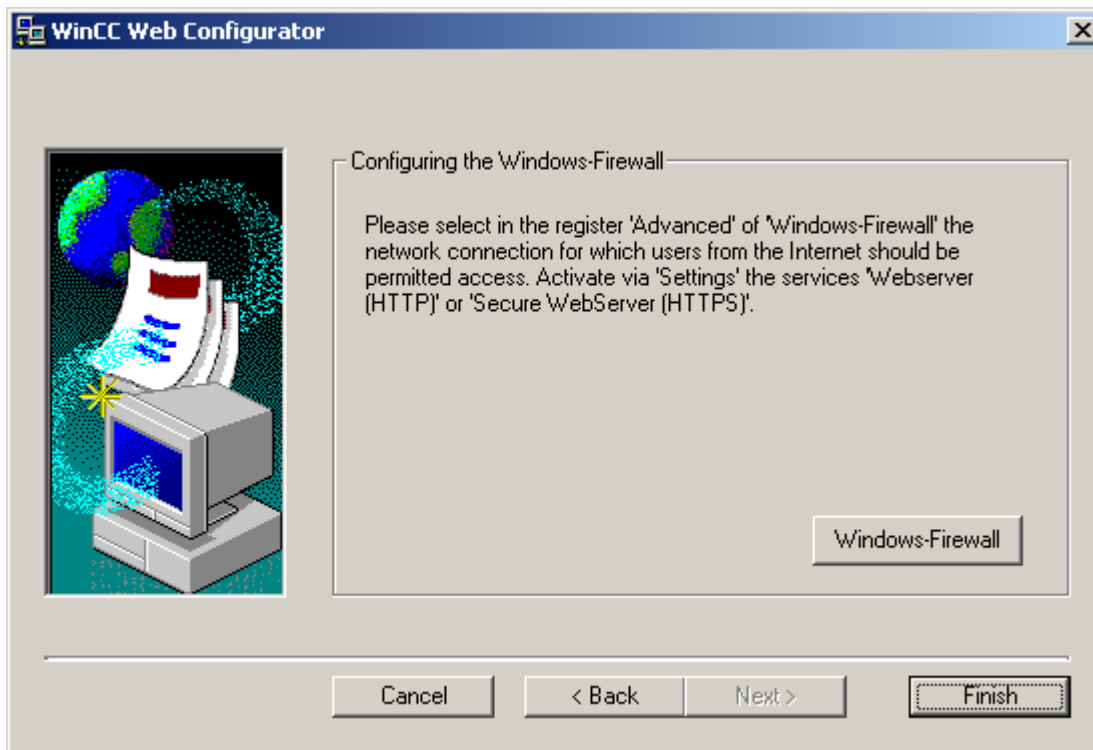 WinCC Web Configurator
Configuring the Windows-Firewall
Please select in the register 'Advanced' of 'Windows-Firewall' the
network connection for which users from the Internet should be
permitted access. Activate via 'Settings' the services 'Webserver
(HTTP)' or 'Secure WebServer (HTTPS)'.
Windows-Firewall
Cancel
< Back
Next >
Finish